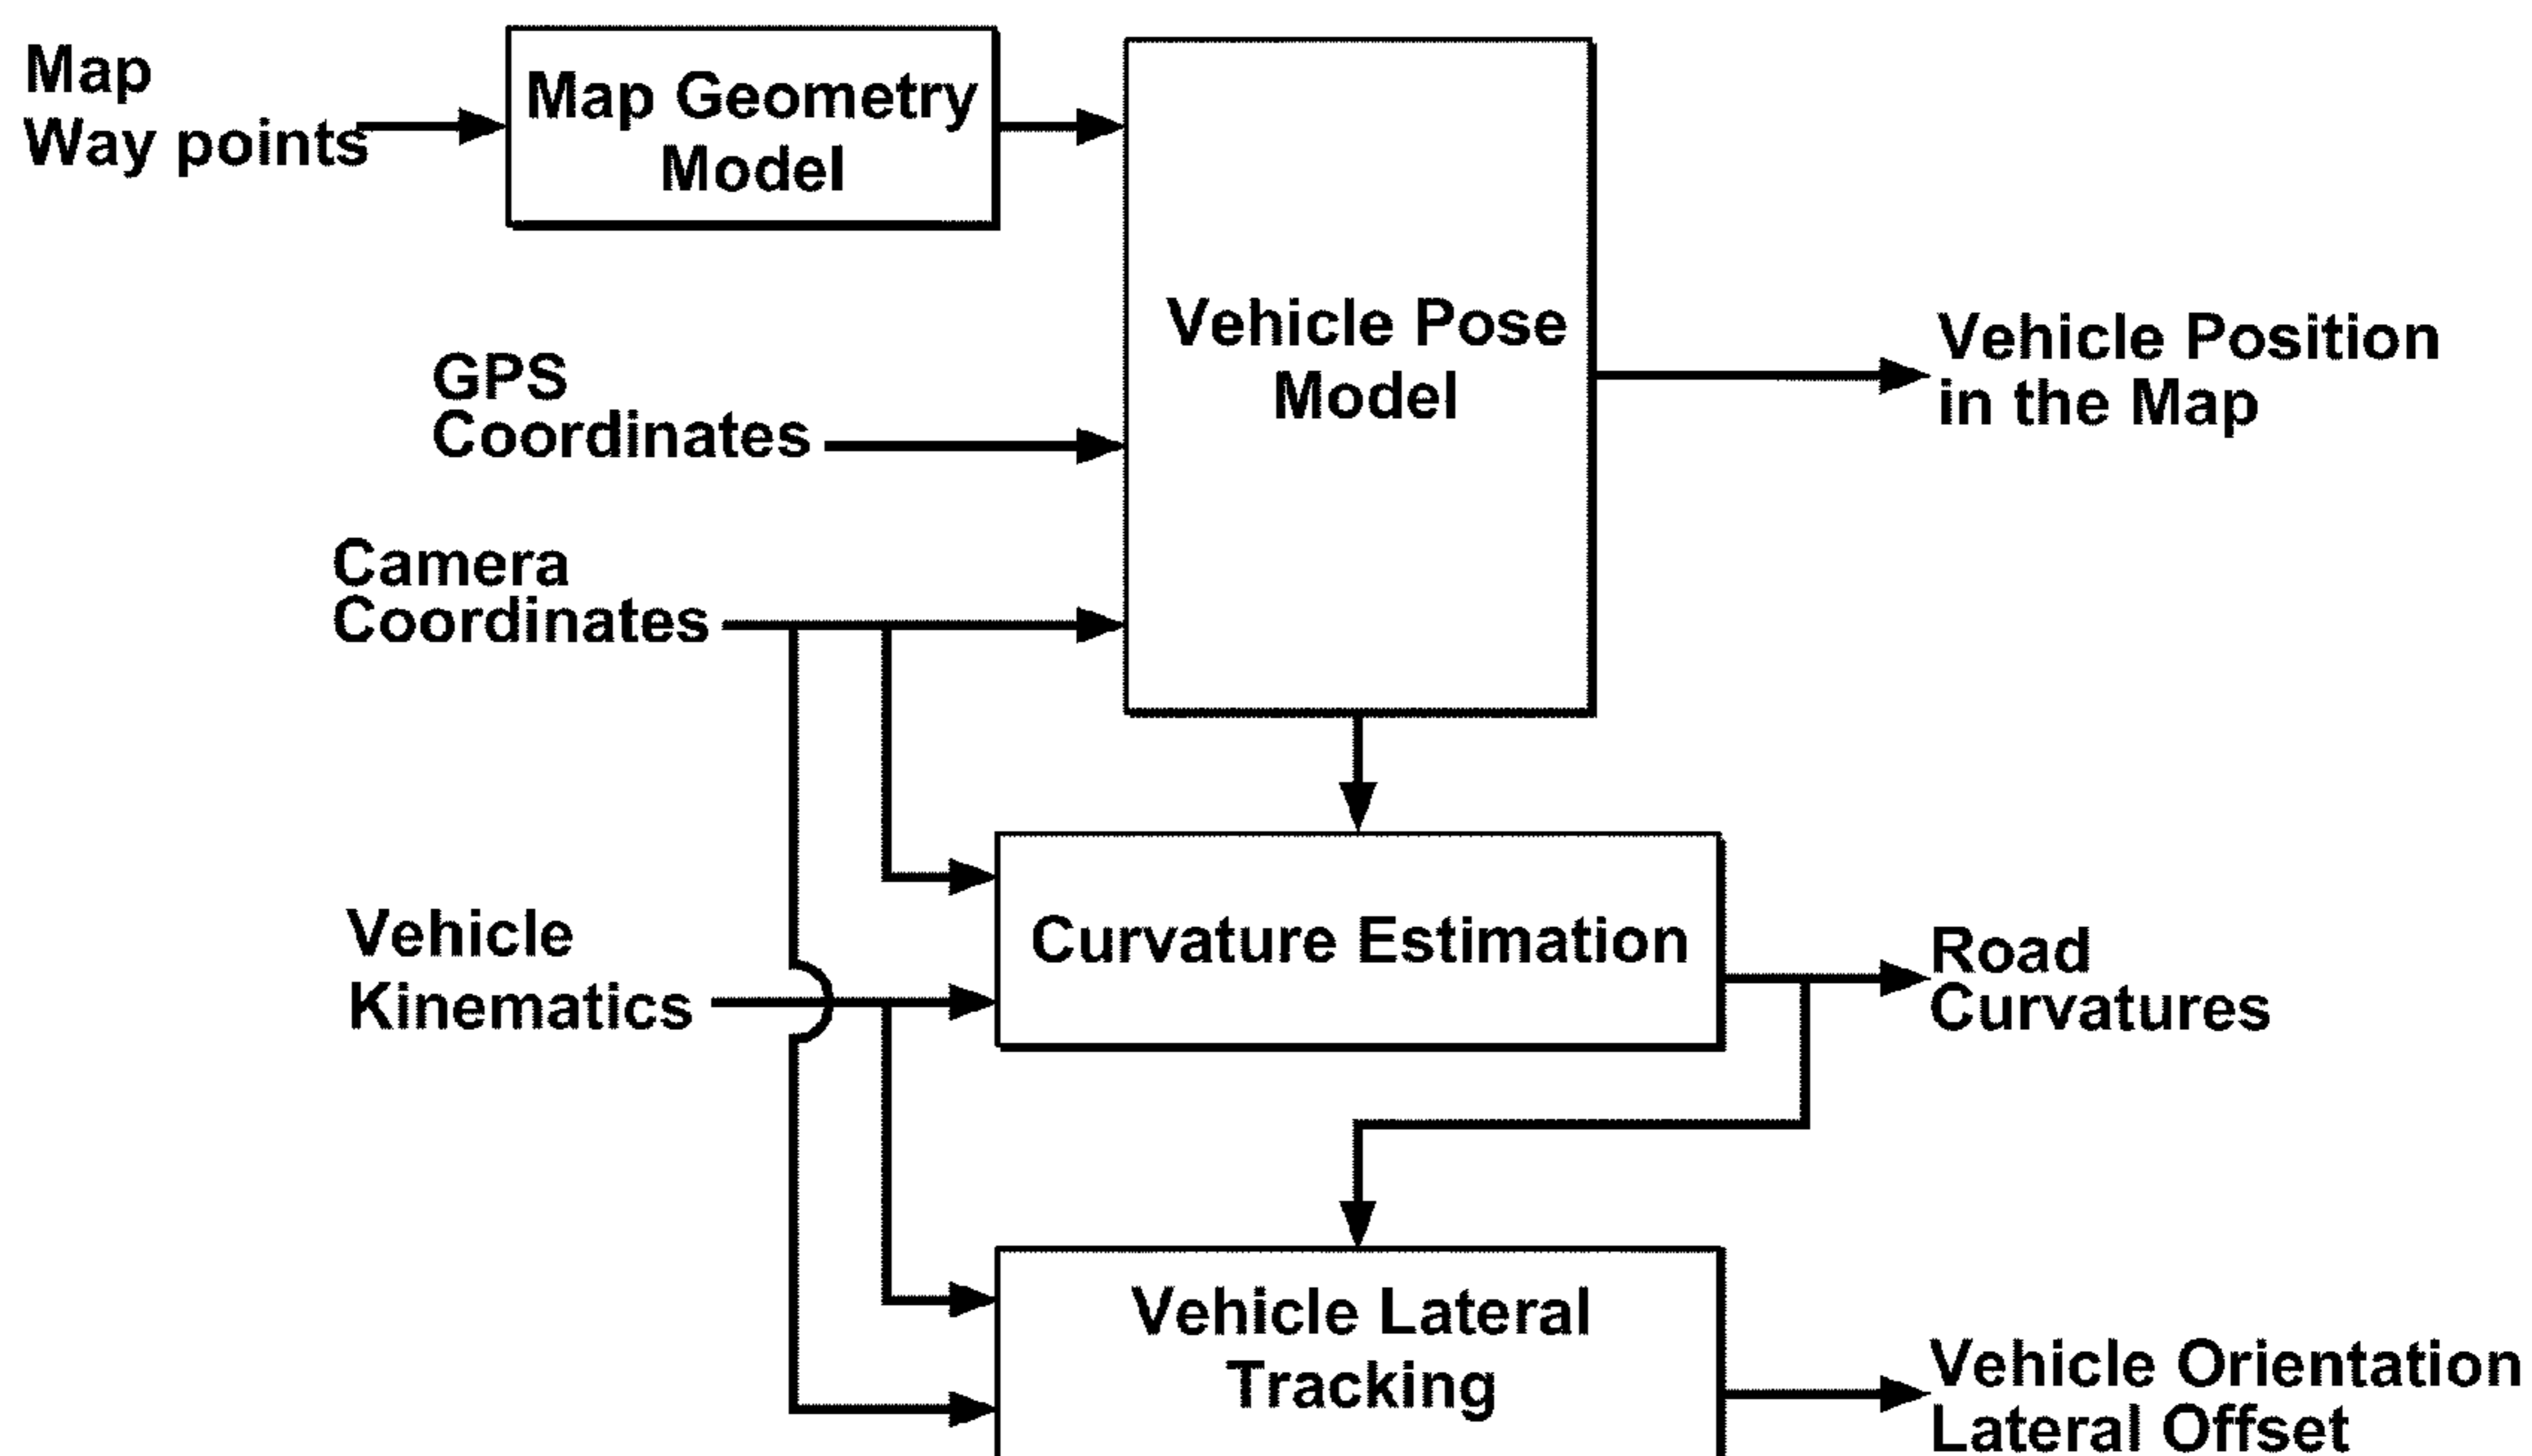 Map
Way points
Map Geometry
Model
Vehicle Pose
Model
GPS
Coordinates
Vehicle Position
in the Map
Camera
Coordinates
Vehicle
Kinematics
Curvature Estimation
Road
Curvatures
Vehicle Lateral
Tracking
Vehicle Orientation
Lateral Offset